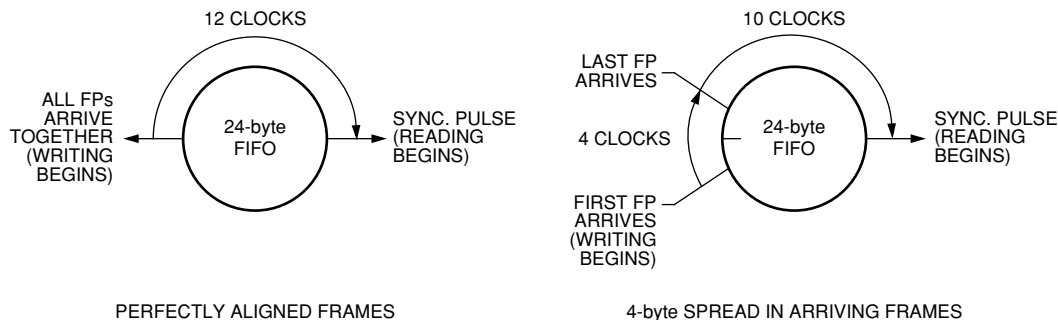 12 CLOCKS
ALL FPs
ARRIVE
TOGETHER
(WRITING
BEGINS)
24-byte
FIFO
SYNC. PULSE
(READING
BEGINS)
PERFECTLY ALIGNED FRAMES
10 CLOCKS
LAST FP
ARRIVES
4 CLOCKS
24-byte
FIFO
SYNC. PULSE
(READING
BEGINS)
FIRST FP
ARRIVES
(WRITING
BEGINS)
4-byte SPREAD IN ARRIVING FRAMES